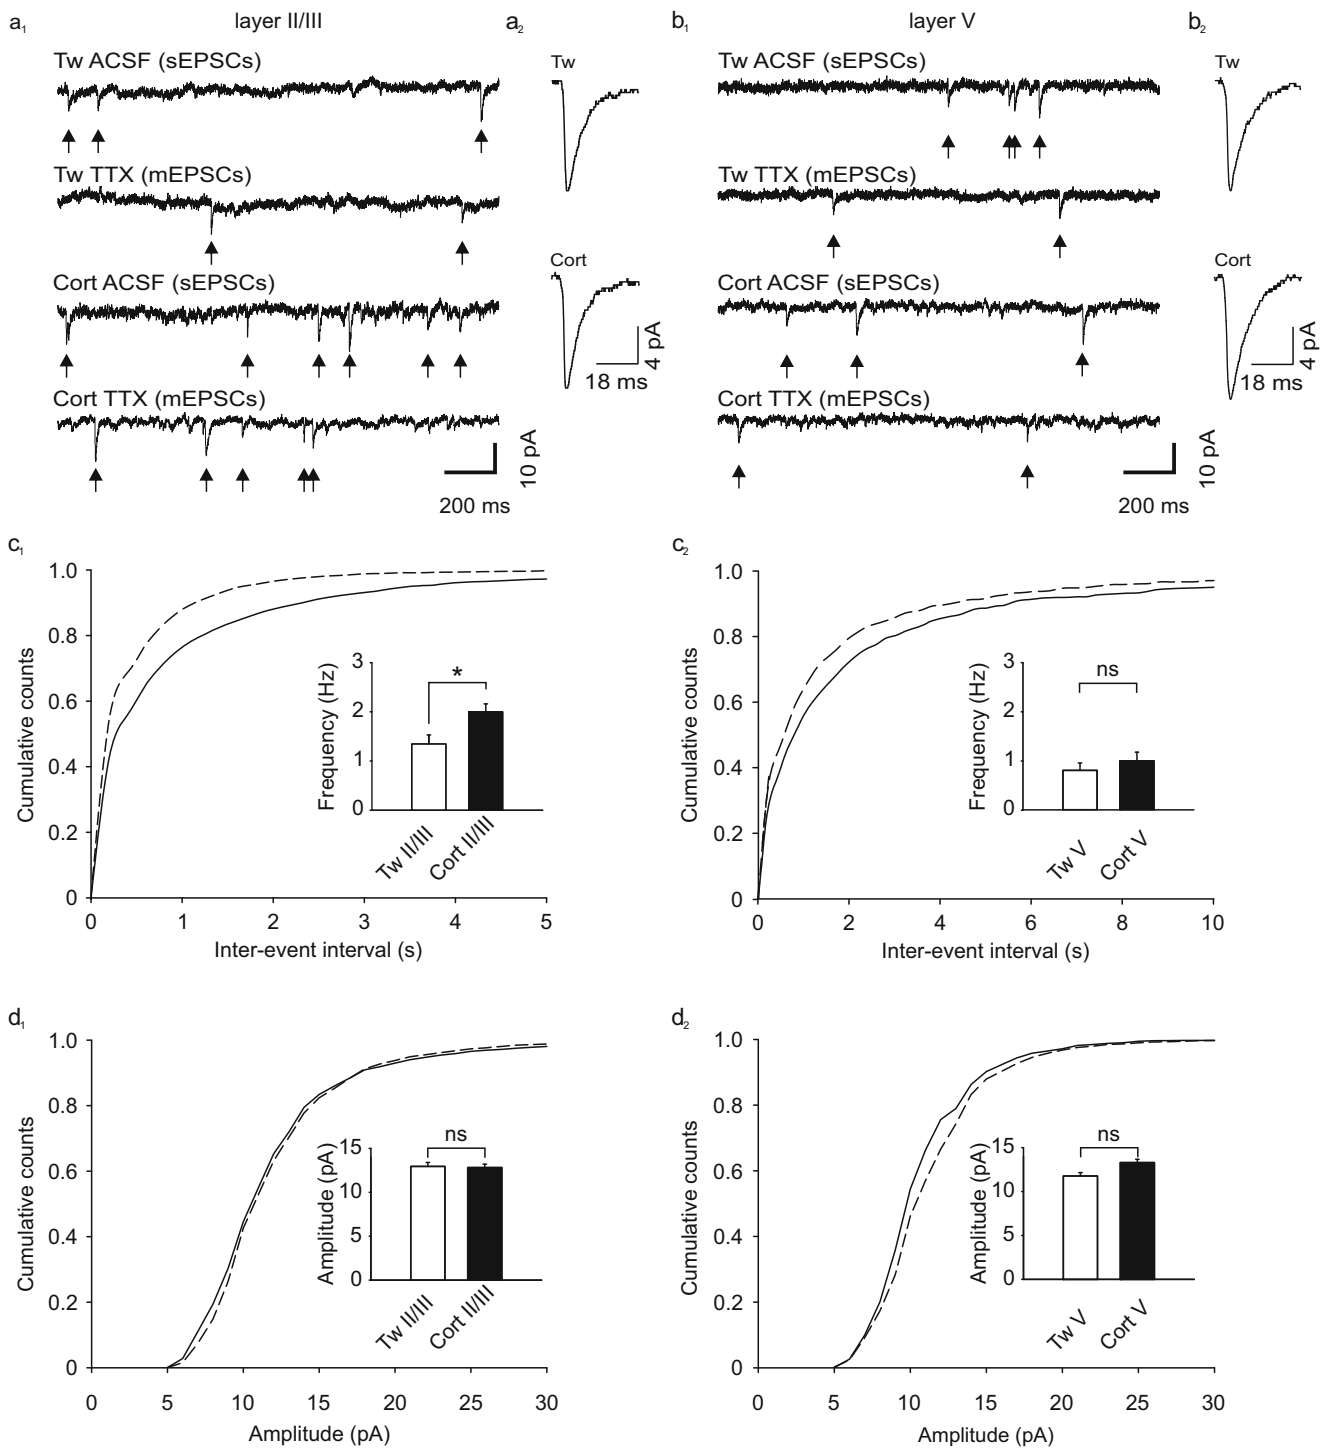 a1
layer II/III
a2
b1
layer V
b2
Tw ACSF (sEPSCs)
Tw TTX (mEPSCs)
Cort ACSF (sEPSCs)
Cort TTX (mEPSCs)
10 pA
200 ms
Tw
Cort
4 pA
18 ms
Tw ACSF (sEPSCs)
Tw TTX (mEPSCs)
Cort ACSF (sEPSCs)
Cort TTX (mEPSCs)
10 pA
200 ms
Tw
Cort
4 pA
18 ms
c1
Cumulative counts
1.0
0.8
0.6
0.4
0.2
0
0 1 2 3 4 5
Inter-event interval (s)
Frequency (Hz)
3
2
1
0
*
Tw II/III
Cort II/III
c2
Cumulative counts
1.0
0.8
0.6
0.4
0.2
0
0 2 4 6 8 10
Inter-event interval (s)
Frequency (Hz)
3
2
1
0
ns
Tw V
Cort V
d1
Cumulative counts
1.0
0.8
0.6
0.4
0.2
0
0 5 10 15 20 25 30
Amplitude (pA)
Amplitude (pA)
15
10
5
0
ns
Tw II/III
Cort II/III
d2
Cumulative counts
1.0
0.8
0.6
0.4
0.2
0
0 5 10 15 20 25 30
Amplitude (pA)
Amplitude (pA)
15
10
5
0
ns
Tw V
Cort V